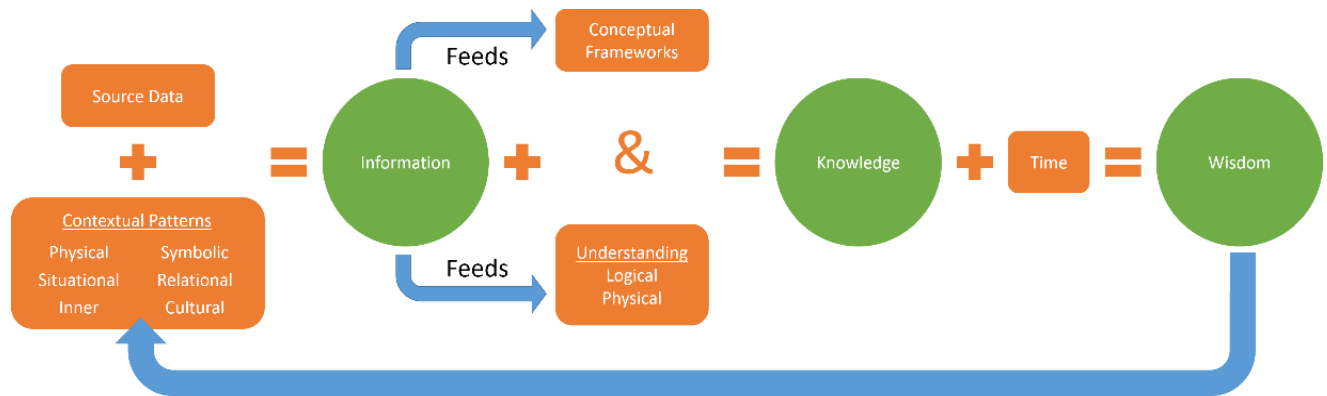 Feeds
Conceptual
Frameworks
Source Data
+
=
Information
+
&
=
Knowledge
+
Time
=
Wisdom
Contextual Patterns
Physical Symbolic
Situational Relational
Inner Cultural
Feeds
Understanding
Logical
Physical